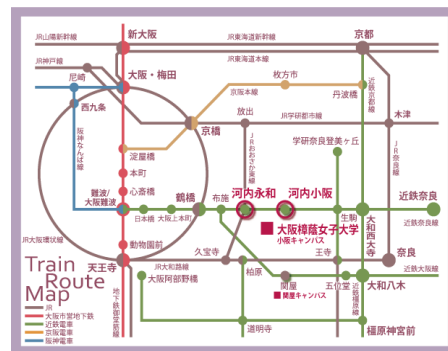 JR山陽新幹線
新大阪
JR東海道新幹線
京都
JR神戸線
JR東海道本線
尼崎
大阪・梅田
枚方市
京阪本線
丹波橋
近鉄京都線
西九条
京橋
放出
JR学研都市線
木津
阪神なんば線
淀屋橋
JRおおさか東線
学研奈良登美ヶ丘
JR奈良線
本町
心斎橋
難波/
大阪難波
鶴橋
布施
河内永和
河内小阪
近鉄奈良
日本橋
大阪上本町
生駒
大和西大寺
近鉄奈良線
大阪樟蔭女子大学
小阪キャンパス
JR大阪環状線
動物園前
久宝寺
王寺
奈良
天王寺
JR大和路線
柏原
近鉄大阪線
大阪阿部野橋
関屋
関屋キャンパス
五位堂
大和八木
近鉄橿原線
地下鉄御堂筋線
道明寺
橿原神宮前
Train
Route
Map
JR電車
大阪市営地下鉄
近鉄電車
京阪電車
阪神電車